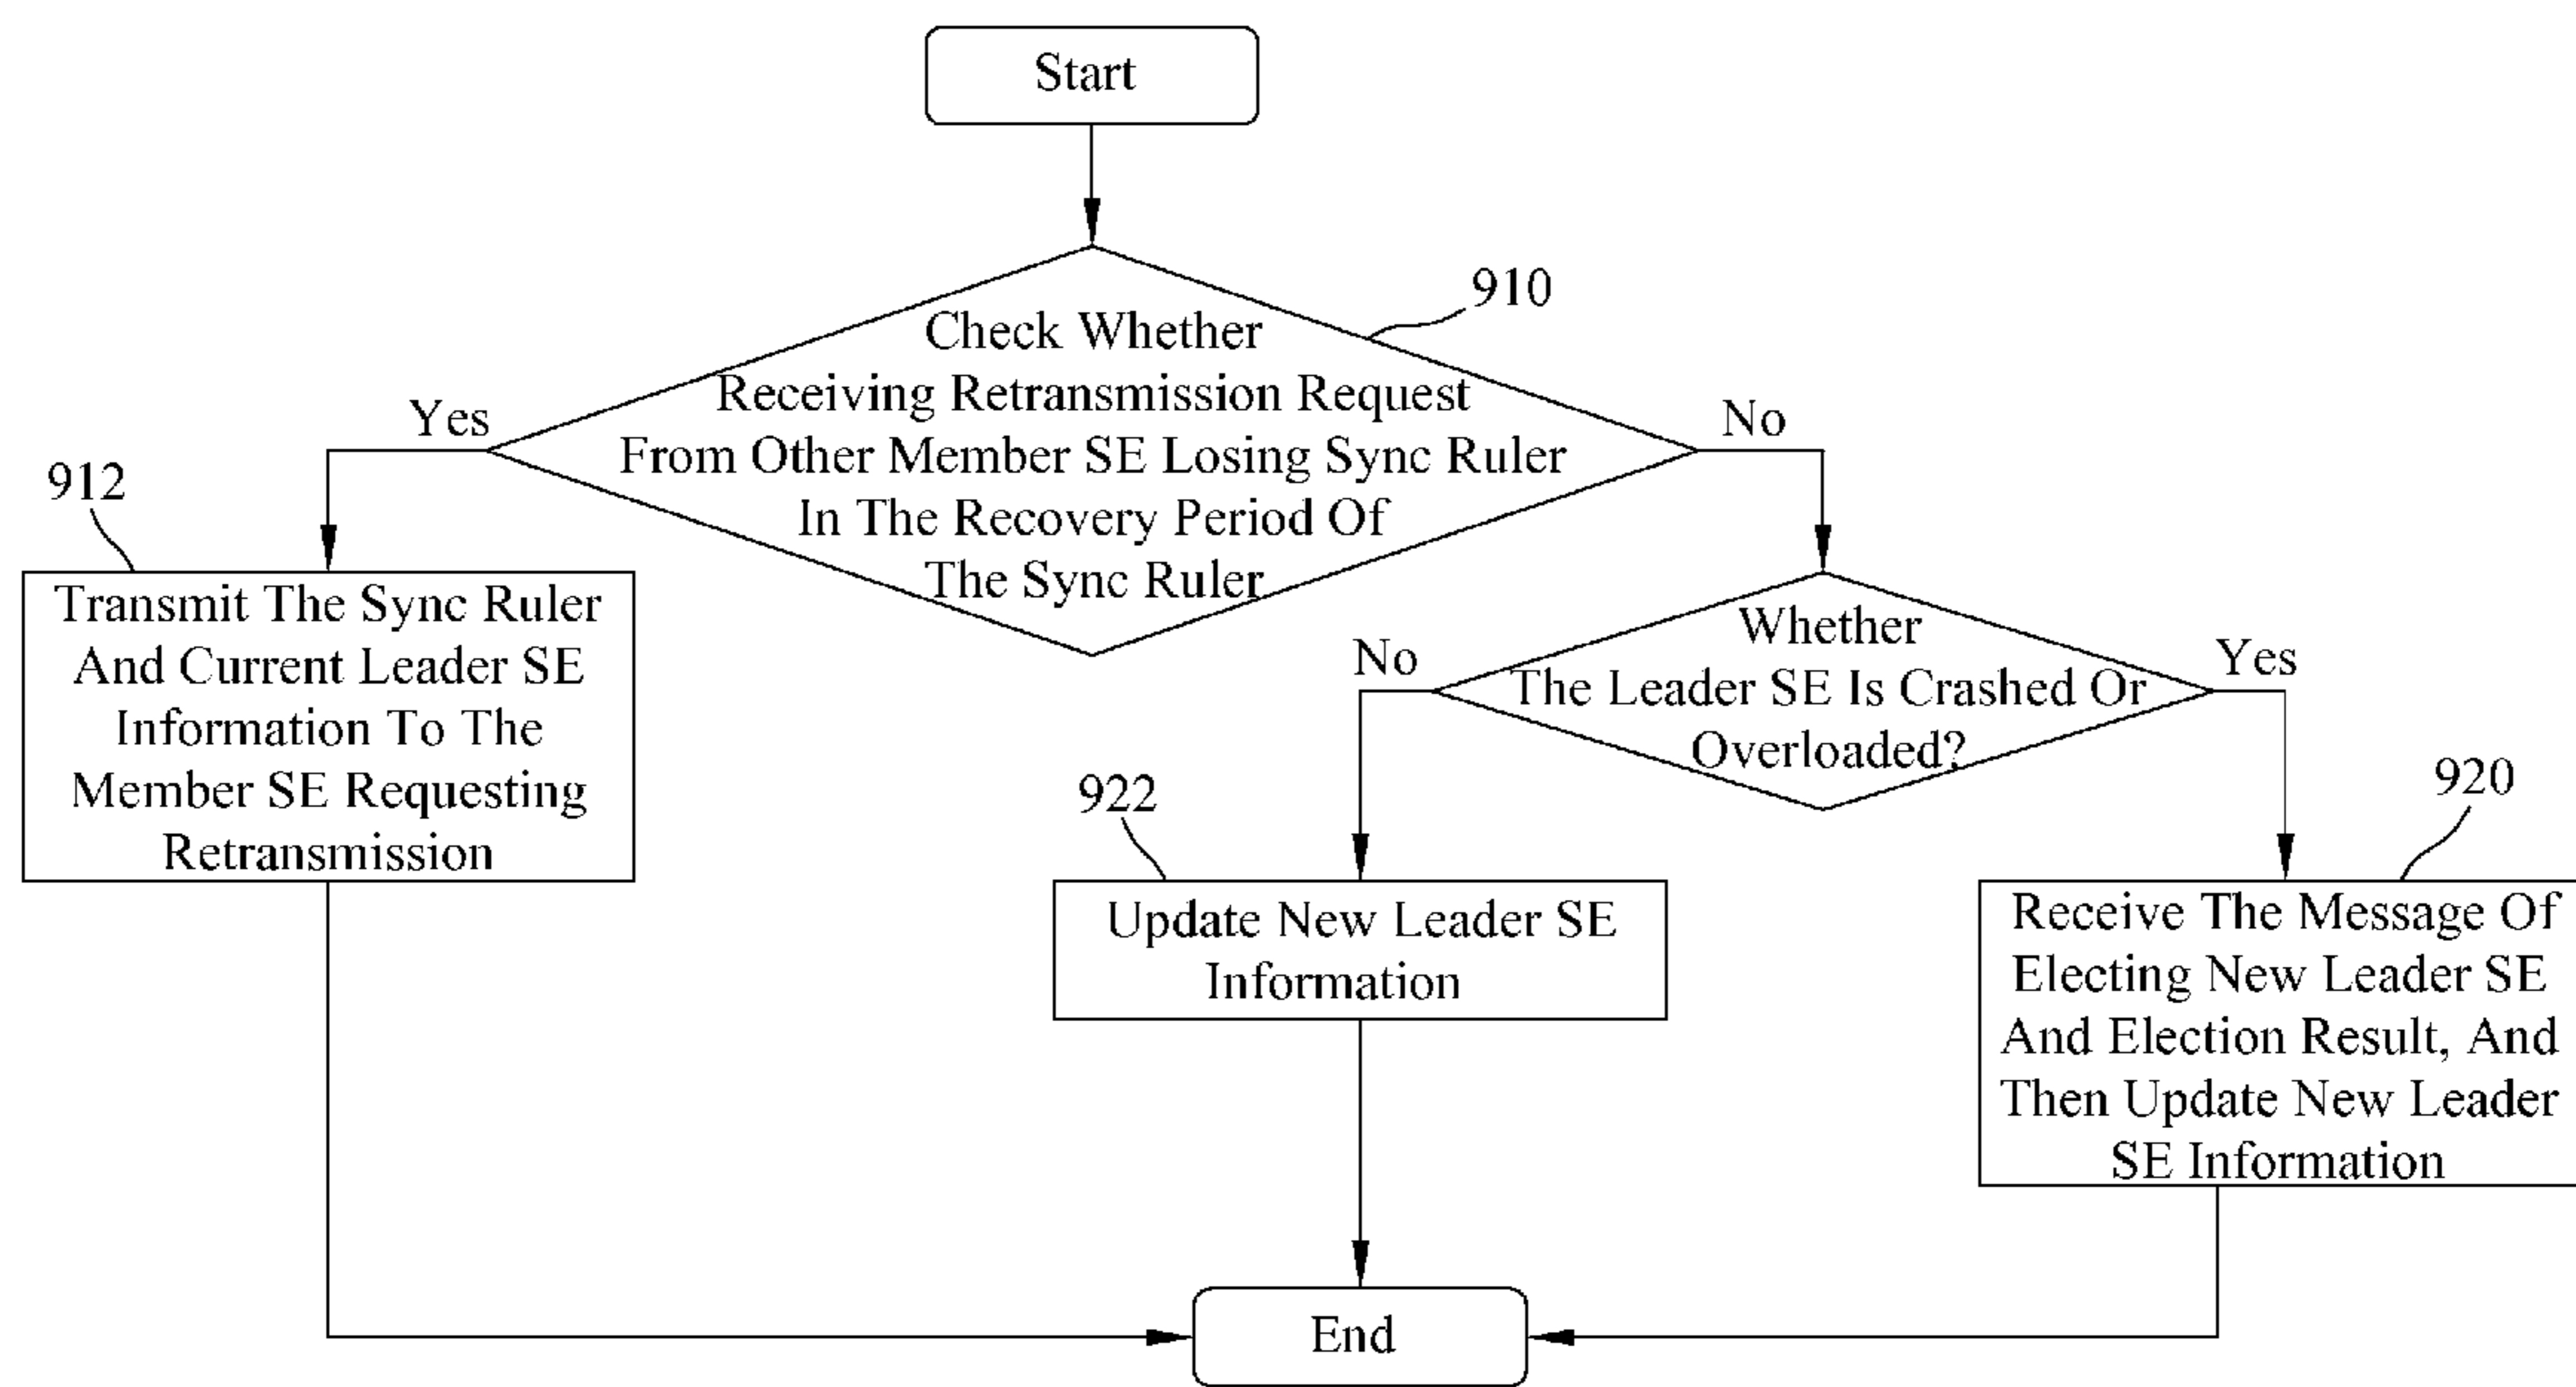 Start
910
Check Whether
Receiving Retransmission Request
From Other Member SE Losing Sync Ruler
In The Recovery Period Of
The Sync Ruler
Yes
No
912
Transmit The Sync Ruler
And Current Leader SE
Information To The
Member SE Requesting
Retransmission
Whether
The Leader SE Is Crashed Or
Overloaded?
No
Yes
922
Update New Leader SE
Information
920
Receive The Message Of
Electing New Leader SE
And Election Result, And
Then Update New Leader
SE Information
End